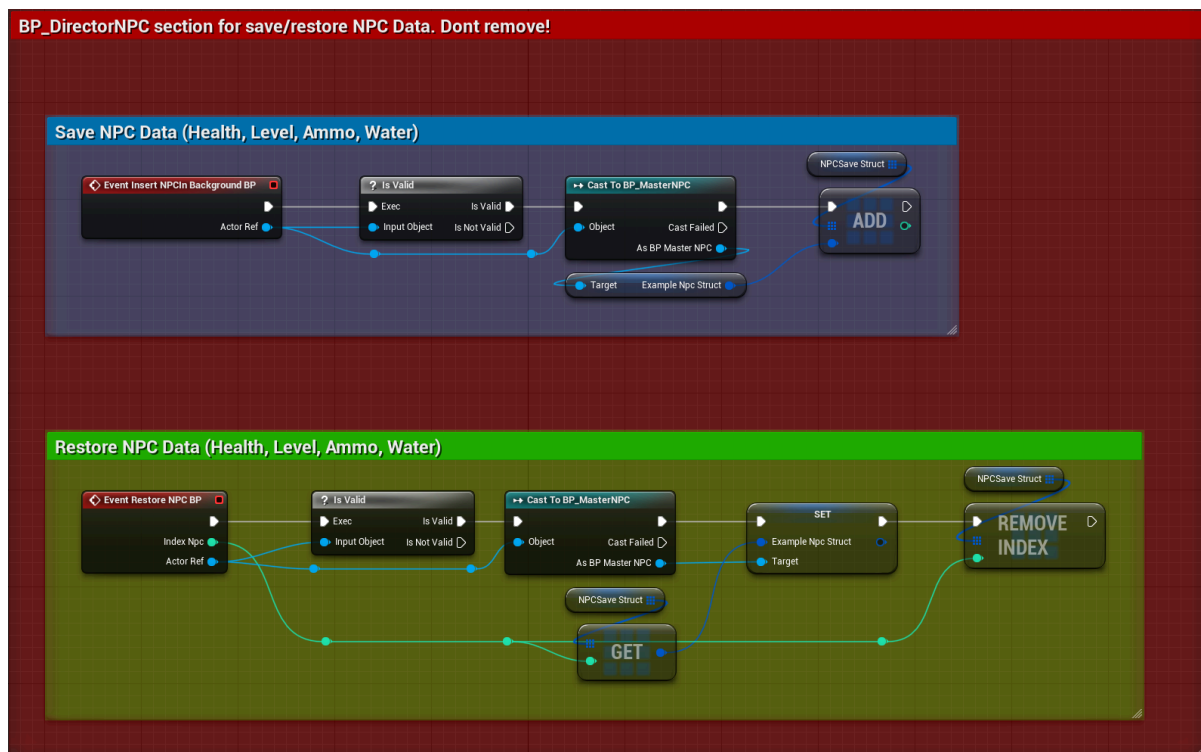 BP_DirectorNPC section for save/restore NPC Data. Dont remove!
Save NPC Data (Health, Level, Ammo, Water)
NPCSave Struct
Event Insert NPCIn Background BP
? Is Valid
Cast To BP_MasterNPC
Exec
Is Valid
Actor Ref
Input Object
Is Not Valid
Object
Cast Failed
As BP Master NPC
ADD
Target
Example Npc Struct
Restore NPC Data (Health, Level, Ammo, Water)
NPCSave Struct
Event Restore NPC BP
? Is Valid
Cast To BP_MasterNPC
SET
Exec
Is Valid
Index Npc
Input Object
Is Not Valid
Object
Cast Failed
Example Npc Struct
Actor Ref
As BP Master NPC
Target
REMOVE
INDEX
NPCSave Struct
GET